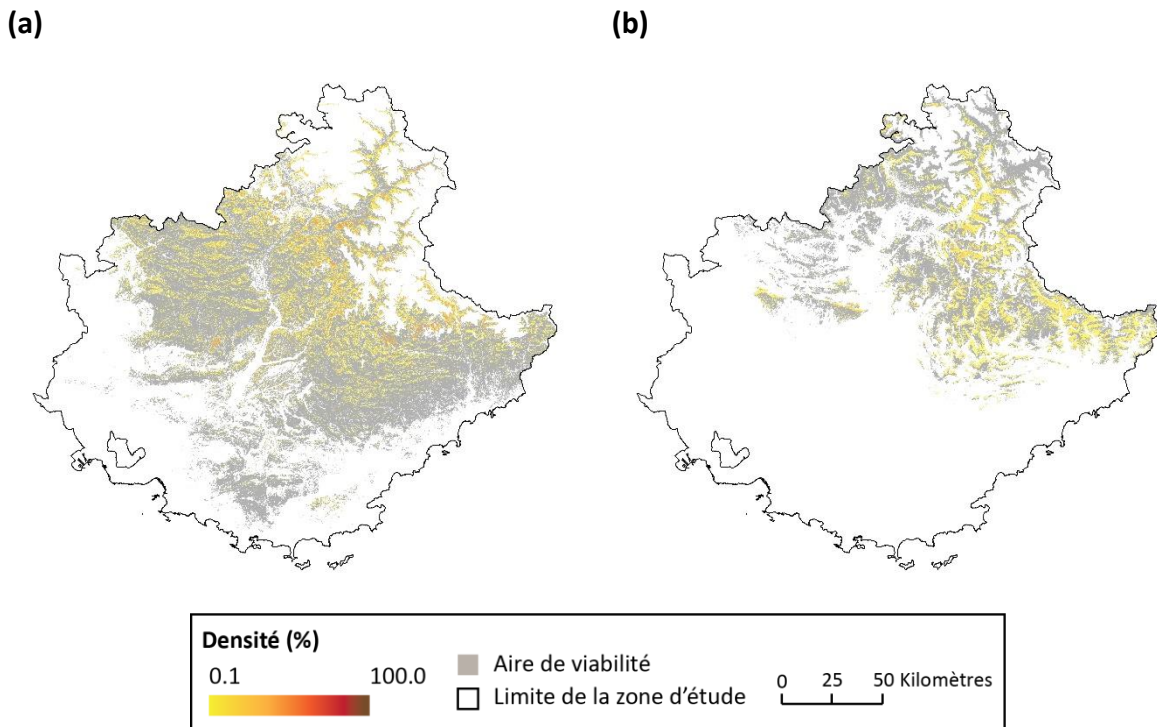 (a) (b)
Densité (%)
0.1 100.0
Aire de viabilité
Limite de la zone d'étude
0 25 50 Kilomètres